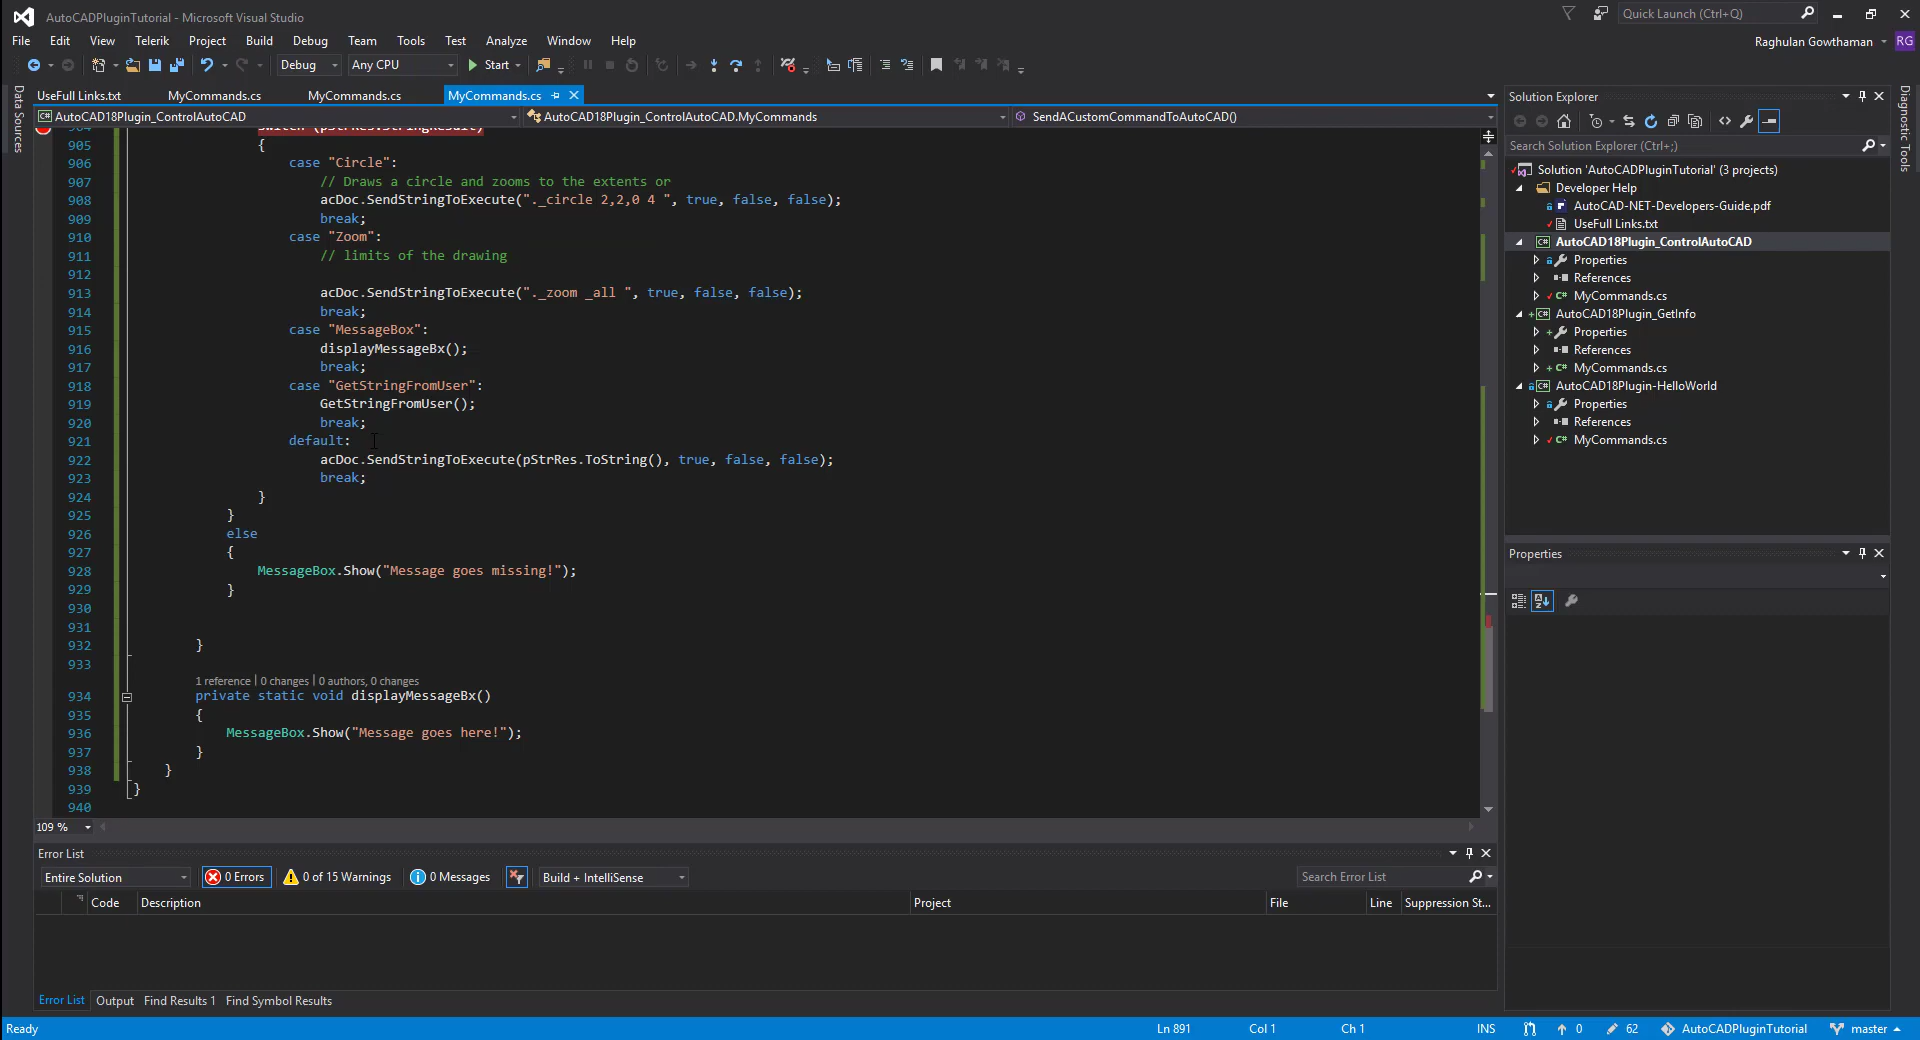 AutoCADPluginTutorial - Microsoft Visual Studio
Quick Launch (Ctrl+Q)
File Edit View Telerik Project Build Debug Team Tools Test Analyze Window Help
Raghulan Gowthaman RG
Debug Any CPU Start
Data Sources
UseFull Links.txt MyCommands.cs MyCommands.cs MyCommands.cs
AutoCAD18Plugin_ControlAutoCAD AutoCAD18Plugin_ControlAutoCAD.MyCommands SendACustomCommandToAutoCAD()
904 switch (pStrRes.StringResult)
905 {
906 case "Circle":
907 // Draws a circle and zooms to the extents or
908 acDoc.SendStringToExecute("._circle 2,2,0 4 ", true, false, false);
909 break;
910 case "Zoom":
911 // limits of the drawing
912
913 acDoc.SendStringToExecute("._zoom _all ", true, false, false);
914 break;
915 case "MessageBox":
916 displayMessageBx();
917 break;
918 case "GetStringFromUser":
919 GetStringFromUser();
920 break;
921 default:
922 acDoc.SendStringToExecute(pStrRes.ToString(), true, false, false);
923 break;
924 }
925 }
926 else
927 {
928 MessageBox.Show("Message goes missing!");
929 }
930
931
932 }
933
1 reference | 0 changes | 0 authors, 0 changes
934 private static void displayMessageBx()
935 {
936 MessageBox.Show("Message goes here!");
937 }
938 }
939 }
940
109 %
Solution Explorer
Search Solution Explorer (Ctrl+;)
Solution 'AutoCADPluginTutorial' (3 projects)
Developer Help
AutoCAD-NET-Developers-Guide.pdf
UseFull Links.txt
AutoCAD18Plugin_ControlAutoCAD
Properties
References
MyCommands.cs
AutoCAD18Plugin_GetInfo
Properties
References
MyCommands.cs
AutoCAD18Plugin-HelloWorld
Properties
References
MyCommands.cs
Properties
Diagnostic Tools
Error List
Entire Solution 0 Errors 0 of 15 Warnings 0 Messages Build + IntelliSense Search Error List
Code Description Project File Line Suppression St...
Error List Output Find Results 1 Find Symbol Results
Ready Ln 891 Col 1 Ch 1 INS 0 62 AutoCADPluginTutorial master